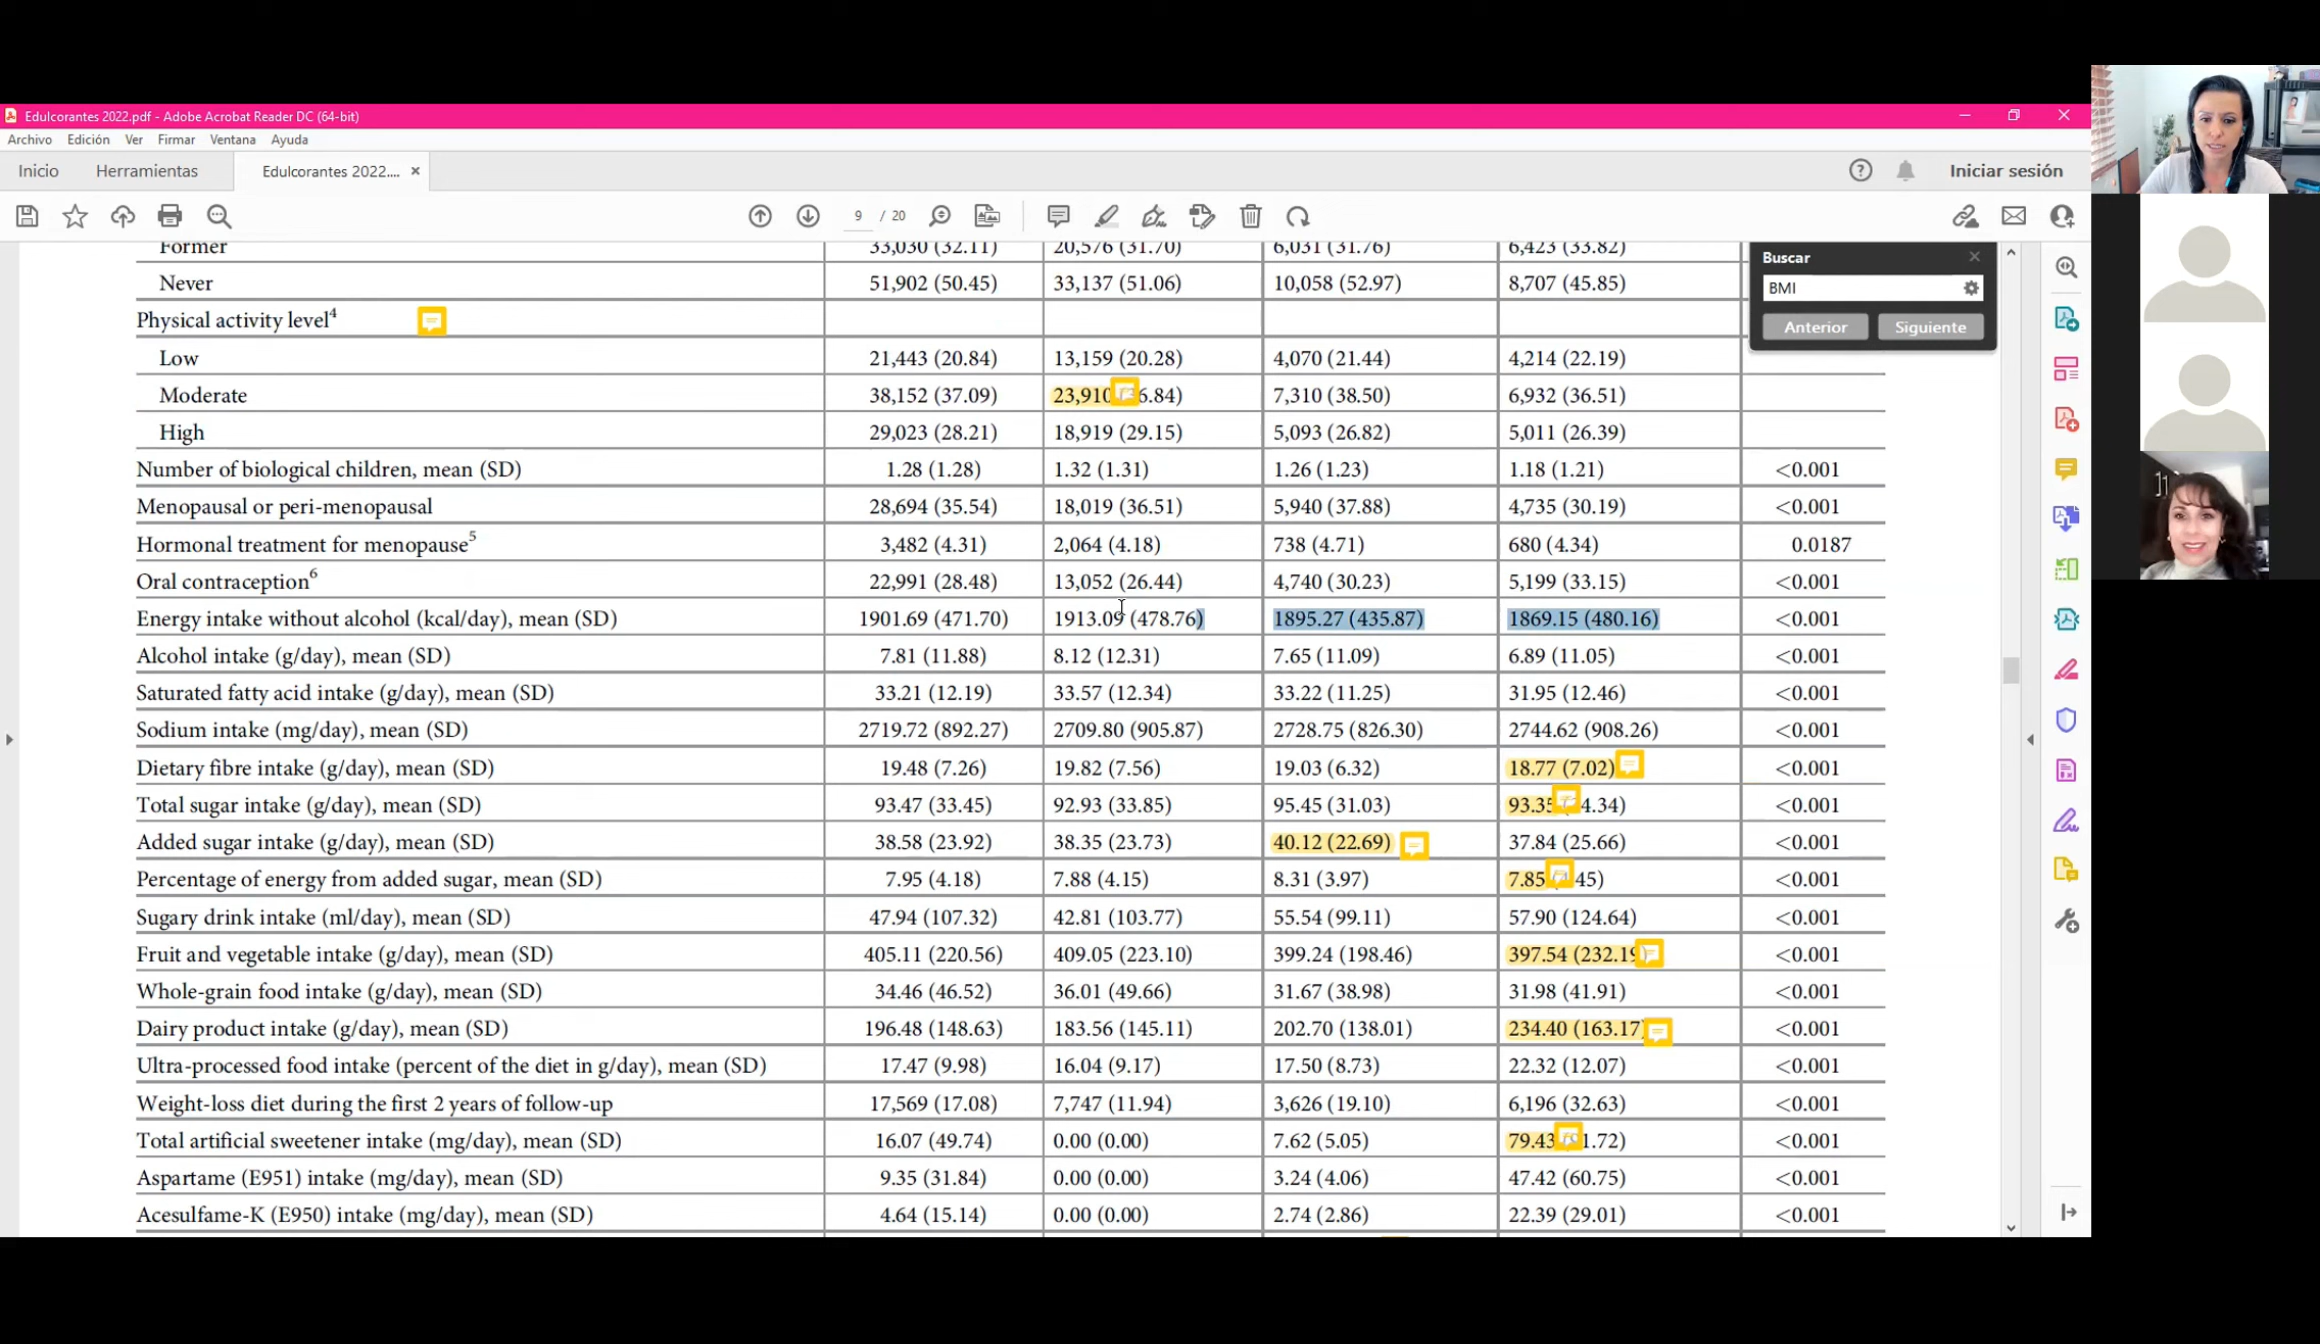 Edulcorantes 2022.pdf - Adobe Acrobat Reader DC (64-bit)
Archivo Edición Ver Firmar Ventana Ayuda
Inicio Herramientas Edulcorantes 2022.... × Iniciar sesión
9 / 20
Former 33,030 (32.11) 20,576 (31.70) 6,031 (31.76) 6,423 (33.82)
Buscar
Never 51,902 (50.45) 33,137 (51.06) 10,058 (52.97) 8,707 (45.85)
BMI
Physical activity level4
Anterior Siguiente
Low 21,443 (20.84) 13,159 (20.28) 4,070 (21.44) 4,214 (22.19)
Moderate 38,152 (37.09) 23,910 6.84) 7,310 (38.50) 6,932 (36.51)
High 29,023 (28.21) 18,919 (29.15) 5,093 (26.82) 5,011 (26.39)
Number of biological children, mean (SD) 1.28 (1.28) 1.32 (1.31) 1.26 (1.23) 1.18 (1.21) <0.001
Menopausal or peri-menopausal 28,694 (35.54) 18,019 (36.51) 5,940 (37.88) 4,735 (30.19) <0.001
Hormonal treatment for menopause5 3,482 (4.31) 2,064 (4.18) 738 (4.71) 680 (4.34) 0.0187
Oral contraception6 22,991 (28.48) 13,052 (26.44) 4,740 (30.23) 5,199 (33.15) <0.001
Energy intake without alcohol (kcal/day), mean (SD) 1901.69 (471.70) 1913.09 (478.76) 1895.27 (435.87) 1869.15 (480.16) <0.001
Alcohol intake (g/day), mean (SD) 7.81 (11.88) 8.12 (12.31) 7.65 (11.09) 6.89 (11.05) <0.001
Saturated fatty acid intake (g/day), mean (SD) 33.21 (12.19) 33.57 (12.34) 33.22 (11.25) 31.95 (12.46) <0.001
Sodium intake (mg/day), mean (SD) 2719.72 (892.27) 2709.80 (905.87) 2728.75 (826.30) 2744.62 (908.26) <0.001
Dietary fibre intake (g/day), mean (SD) 19.48 (7.26) 19.82 (7.56) 19.03 (6.32) 18.77 (7.02) <0.001
Total sugar intake (g/day), mean (SD) 93.47 (33.45) 92.93 (33.85) 95.45 (31.03) 93.35 4.34) <0.001
Added sugar intake (g/day), mean (SD) 38.58 (23.92) 38.35 (23.73) 40.12 (22.69) 37.84 (25.66) <0.001
Percentage of energy from added sugar, mean (SD) 7.95 (4.18) 7.88 (4.15) 8.31 (3.97) 7.85 45) <0.001
Sugary drink intake (ml/day), mean (SD) 47.94 (107.32) 42.81 (103.77) 55.54 (99.11) 57.90 (124.64) <0.001
Fruit and vegetable intake (g/day), mean (SD) 405.11 (220.56) 409.05 (223.10) 399.24 (198.46) 397.54 (232.19) <0.001
Whole-grain food intake (g/day), mean (SD) 34.46 (46.52) 36.01 (49.66) 31.67 (38.98) 31.98 (41.91) <0.001
Dairy product intake (g/day), mean (SD) 196.48 (148.63) 183.56 (145.11) 202.70 (138.01) 234.40 (163.17) <0.001
Ultra-processed food intake (percent of the diet in g/day), mean (SD) 17.47 (9.98) 16.04 (9.17) 17.50 (8.73) 22.32 (12.07) <0.001
Weight-loss diet during the first 2 years of follow-up 17,569 (17.08) 7,747 (11.94) 3,626 (19.10) 6,196 (32.63) <0.001
Total artificial sweetener intake (mg/day), mean (SD) 16.07 (49.74) 0.00 (0.00) 7.62 (5.05) 79.43 1.72) <0.001
Aspartame (E951) intake (mg/day), mean (SD) 9.35 (31.84) 0.00 (0.00) 3.24 (4.06) 47.42 (60.75) <0.001
Acesulfame-K (E950) intake (mg/day), mean (SD) 4.64 (15.14) 0.00 (0.00) 2.74 (2.86) 22.39 (29.01) <0.001